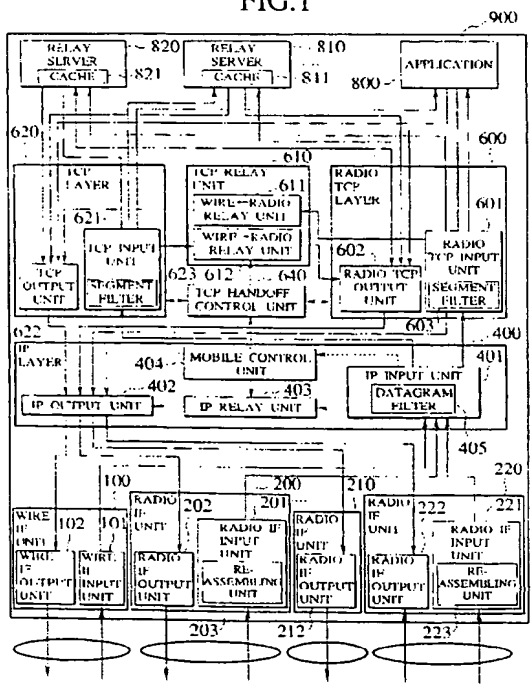 FIG.1
900
RELAY SERVER
820
CACHE
821
RELAY SERVER
810
CACHE
811
APPLICATION
800
620
610
600
TCP LAYER
621
TCP INPUT UNIT
SEGMENT FILTER
623
TCP OUTPUT UNIT
622
TCP RELAY UNIT
611
WIRE→RADIO RELAY UNIT
612
640
TCP HANDOFF CONTROL UNIT
RADIO TCP LAYER
601
602
RADIO TCP OUTPUT UNIT
RADIO TCP INPUT UNIT
SEGMENT FILTER
603
400
IP LAYER
404
MOBILE CONTROL UNIT
401
IP INPUT UNIT
DATAGRAM FILTER
405
402
IP OUTPUT UNIT
403
IP RELAY UNIT
100
WIRE IF UNIT
102
101
WIRE IF OUTPUT UNIT
WIRE IF INPUT UNIT
200
RADIO IF UNIT
202
201
RADIO IF OUTPUT UNIT
RADIO IF INPUT UNIT
RE-
ASSEMBLING UNIT
203
210
RADIO IF UNIT
RADIO IF OUTPUT UNIT
212
220
RADIO IF UNIT
222
221
RADIO IF OUTPUT UNIT
RADIO IF INPUT UNIT
RE-
ASSEMBLING UNIT
223